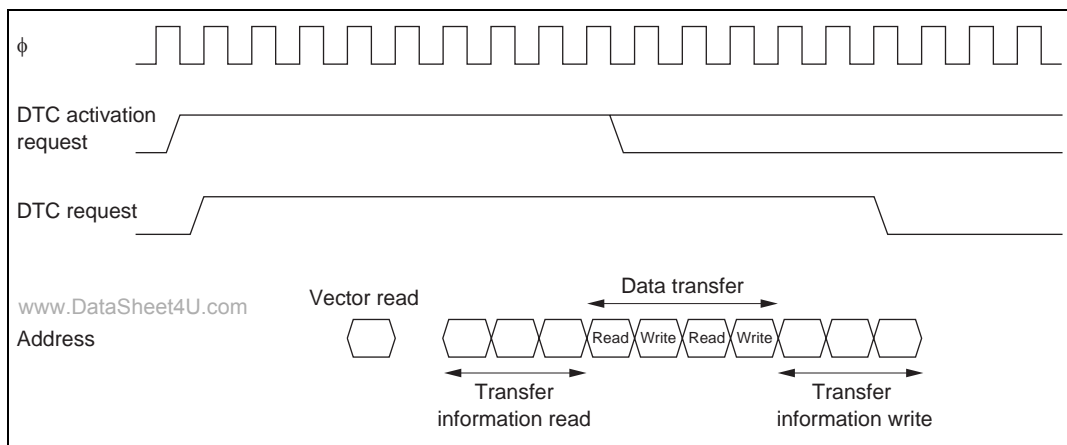 ϕ
DTC activation
request
DTC request
www.DataSheet4U.com
Data transfer
Vector read
Address
Read Write Read Write
Transfer
information read
Transfer
information write